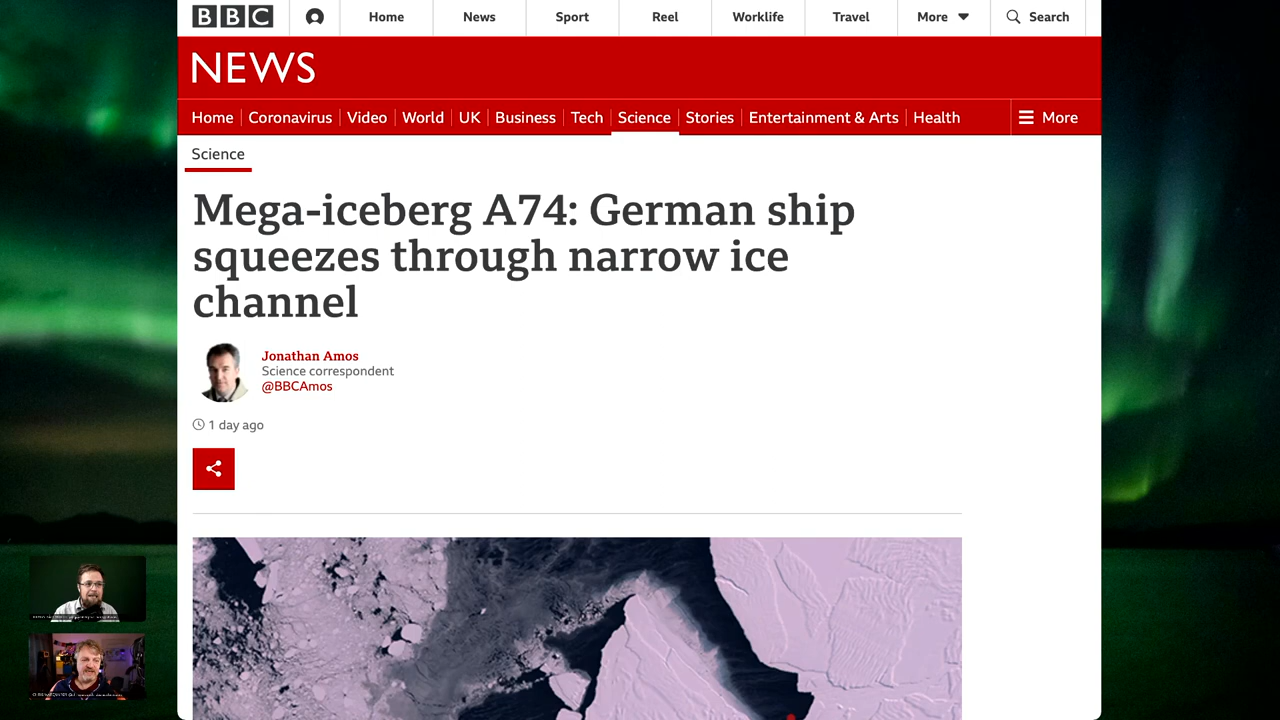 BBC
Home
News
Sport
Reel
Worklife
Travel
More
Search
NEWS
Home
Coronavirus
Video
World
UK
Business
Tech
Science
Stories
Entertainment & Arts
Health
More
Science
Mega-iceberg A74: German ship
squeezes through narrow ice
channel
Jonathan Amos
Science correspondent
@BBCAmos
1 day ago